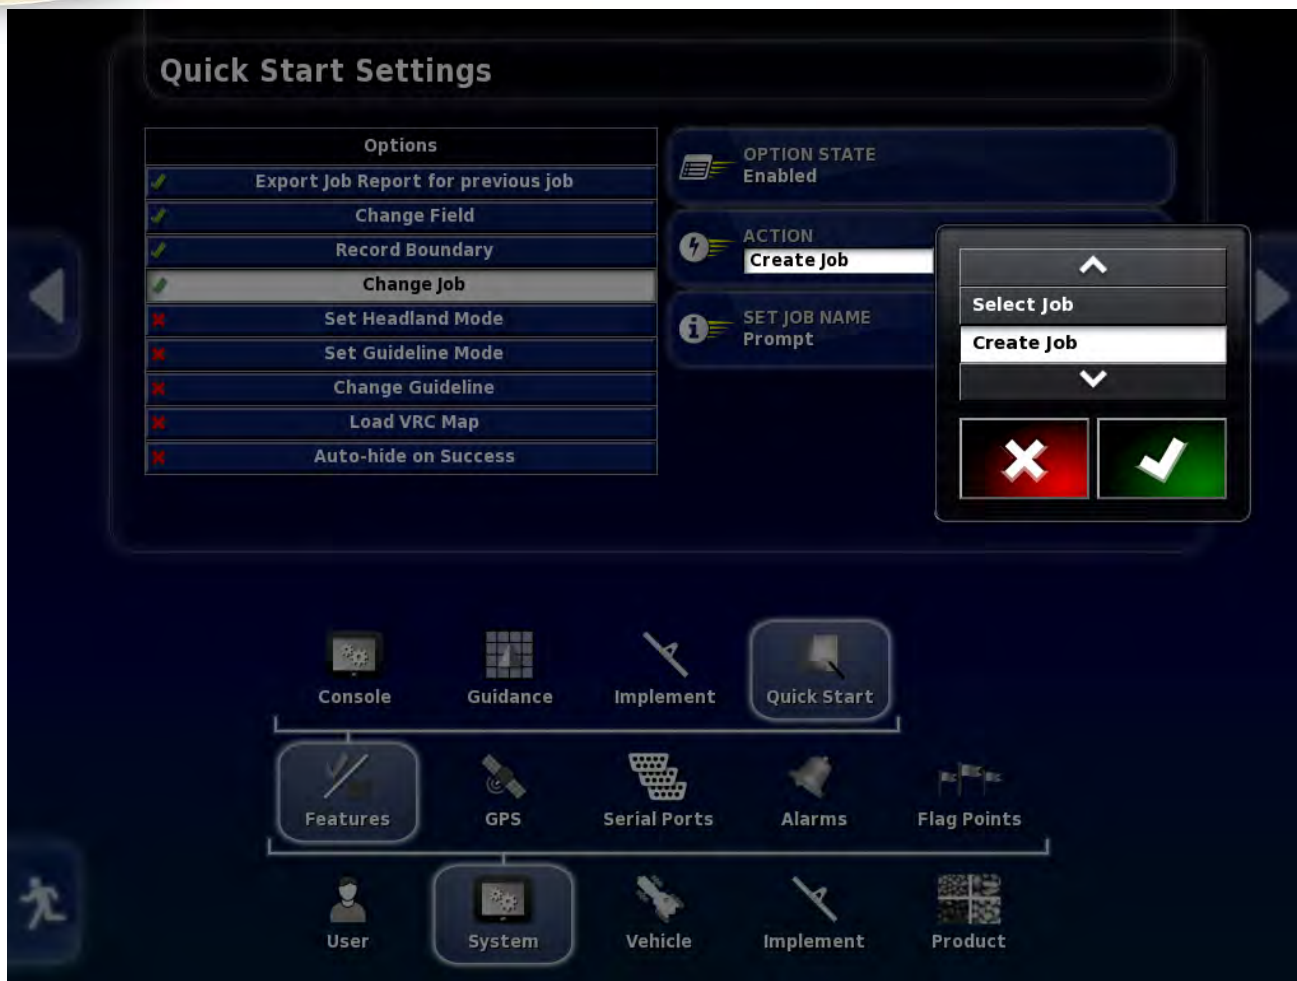 Quick Start Settings
Options
Export Job Report for previous job
Change Field
Record Boundary
Change Job
Set Headland Mode
Set Guideline Mode
Change Guideline
Load VRC Map
Auto-hide on Success
OPTION STATE
Enabled
ACTION
Create Job
SET JOB NAME
Prompt
Select Job
Create Job
Console
Guidance
Implement
Quick Start
Features
GPS
Serial Ports
Alarms
Flag Points
User
System
Vehicle
Implement
Product